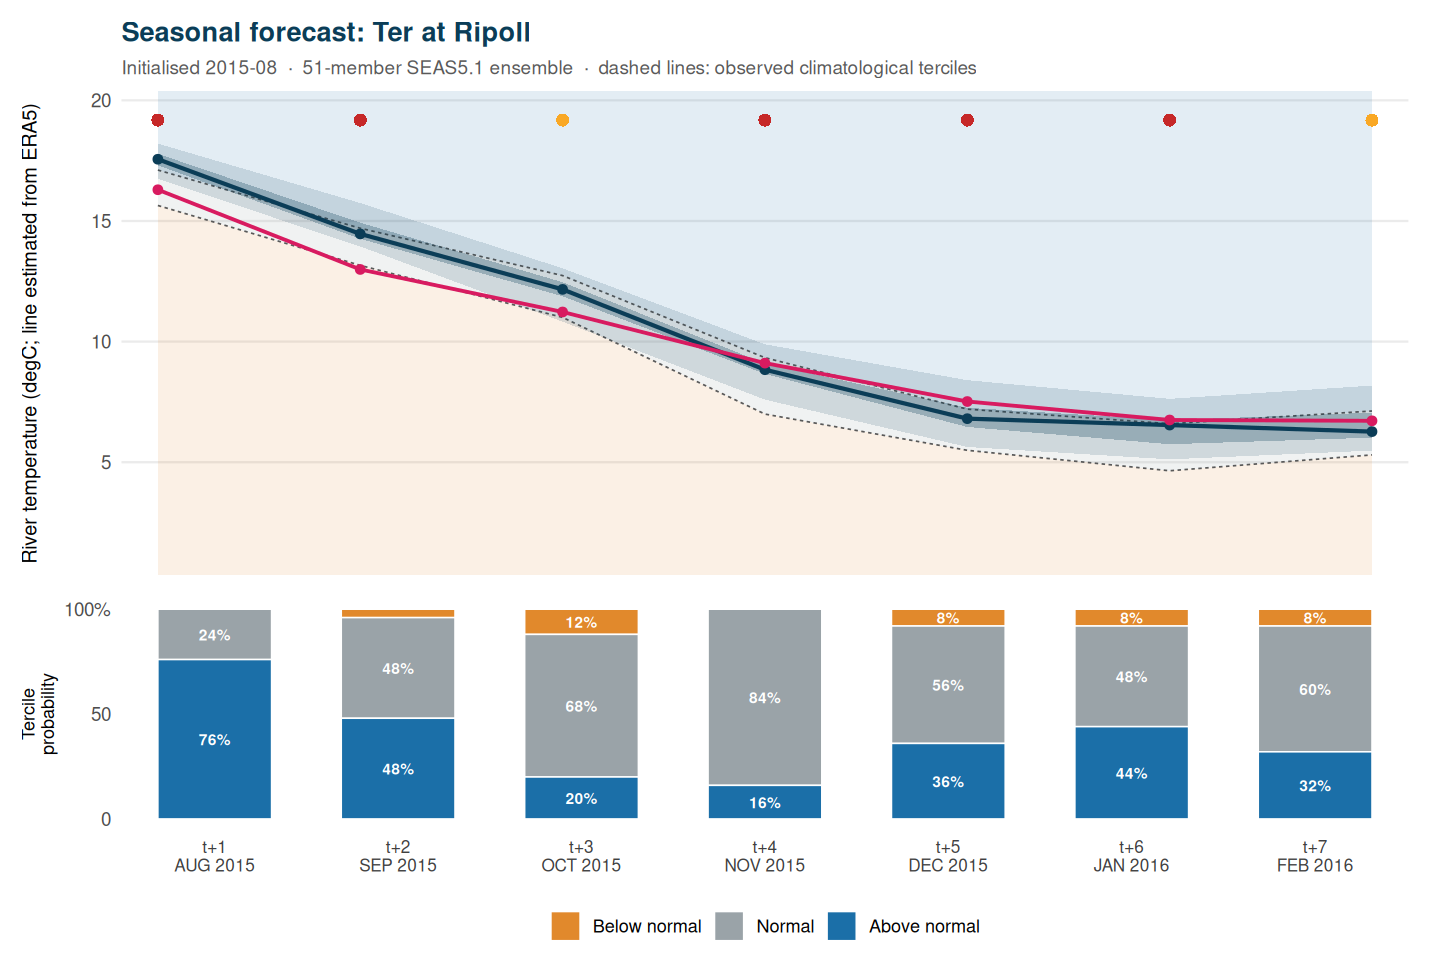 Seasonal forecast: Ter at Ripoll
Initialised 2015-08 · 51-member SEAS5.1 ensemble · dashed lines: observed climatological terciles
River temperature (degC; line estimated from ERA5)
20
15
10
5
Tercile
probability
100%
50
0
24%
76%
48%
48%
12%
68%
20%
84%
16%
8%
56%
36%
8%
48%
44%
8%
60%
32%
t+1
AUG 2015
t+2
SEP 2015
t+3
OCT 2015
t+4
NOV 2015
t+5
DEC 2015
t+6
JAN 2016
t+7
FEB 2016
Below normal
Normal
Above normal